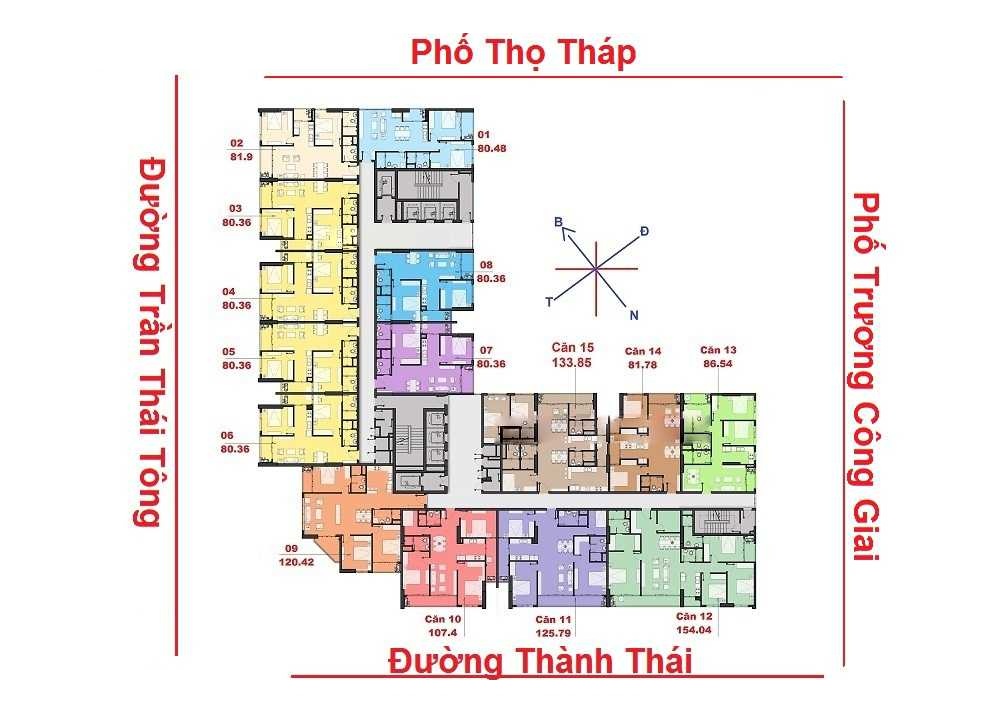 Phố Thọ Tháp
Đường Trần Thái Tông
Phố Trương Công Giai
01
80.48
02
81.9
03
80.36
04
80.36
05
80.36
06
80.36
08
80.36
07
80.36
B
Đ
T
N
Căn 15
133.85
Căn 14
81.78
Căn 13
86.54
09
120.42
Căn 10
107.4
Căn 11
125.79
Căn 12
154.04
Đường Thành Thái